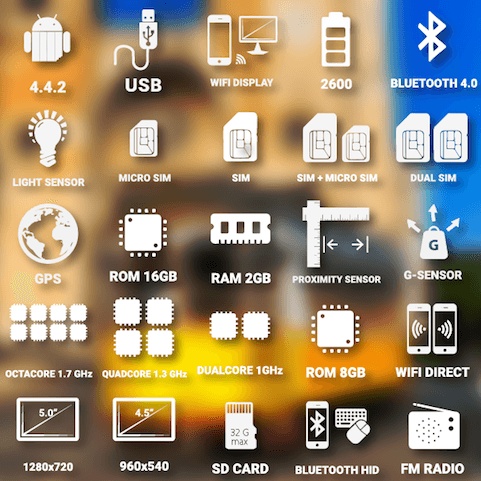 4.4.2
USB
WIFI DISPLAY
2600
BLUETOOTH 4.0
LIGHT SENSOR
MICRO SIM
SIM
SIM + MICRO SIM
DUAL SIM
GPS
ROM 16GB
RAM 2GB
PROXIMITY SENSOR
G
G-SENSOR
OCTACORE 1.7 GHz
QUADCORE 1.3 GHz
DUALCORE 1GHz
ROM 8GB
WIFI DIRECT
5.0"
1280x720
4.5"
960x540
32 G
max
SD CARD
BLUETOOTH HID
FM RADIO